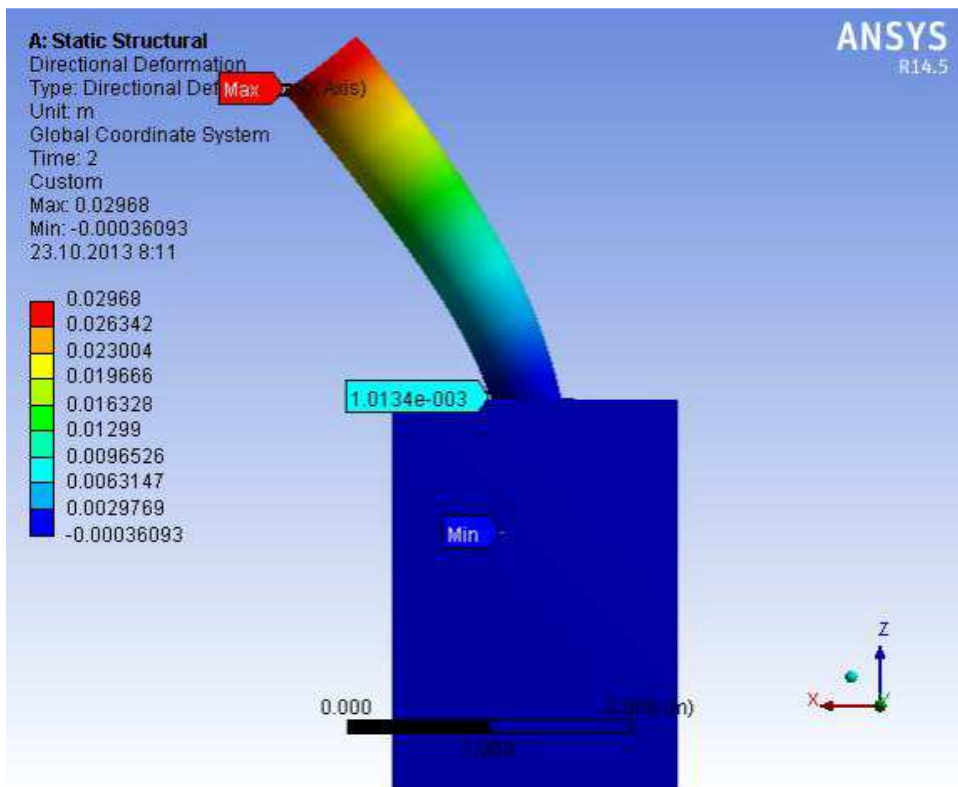 A: Static Structural
Directional Deformation
Type: Directional Def Axis)
Unit: m
Global Coordinate System
Time: 2
Custom
Max: 0.02968
Min: -0.00036093
23.10.2013 8:11
ANSYS
R14.5
Max
0.02968
0.026342
0.023004
0.019666
0.016328
0.01299
0.0096526
0.0063147
0.0029769
-0.00036093
1.0134e-003
Min
0.000
(m)
Z
X
Y